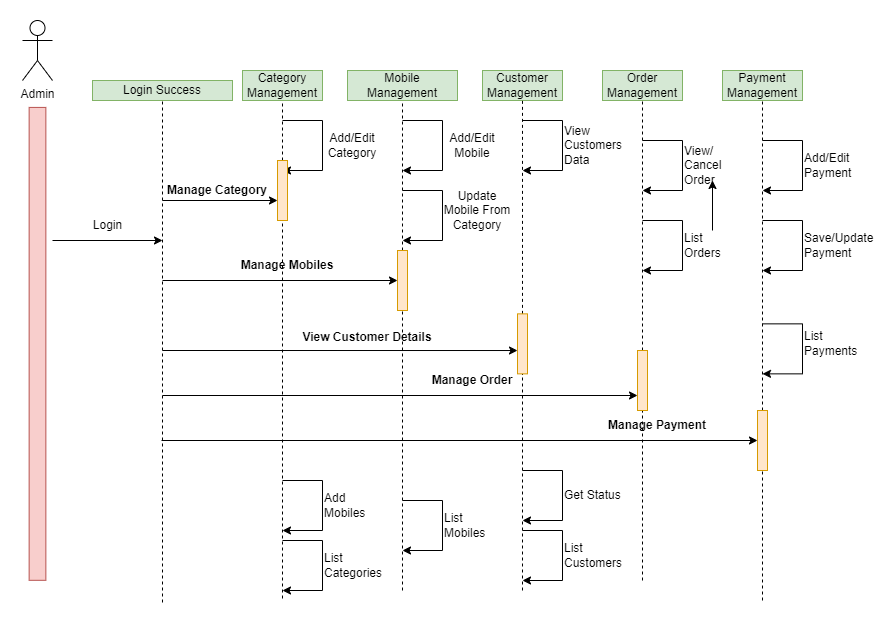 Admin
Login Success
Category
Management
Mobile
Management
Customer
Management
Order
Management
Payment
Management
Add/Edit
Category
Add/Edit
Mobile
View
Customers
Data
View/
Cancel
Order
Add/Edit
Payment
Manage Category
Update
Mobile From
Category
Login
List
Orders
Save/Update
Payment
Manage Mobiles
View Customer Details
List
Payments
Manage Order
Manage Payment
Add
Mobiles
List
Mobiles
Get Status
List
Categories
List
Customers